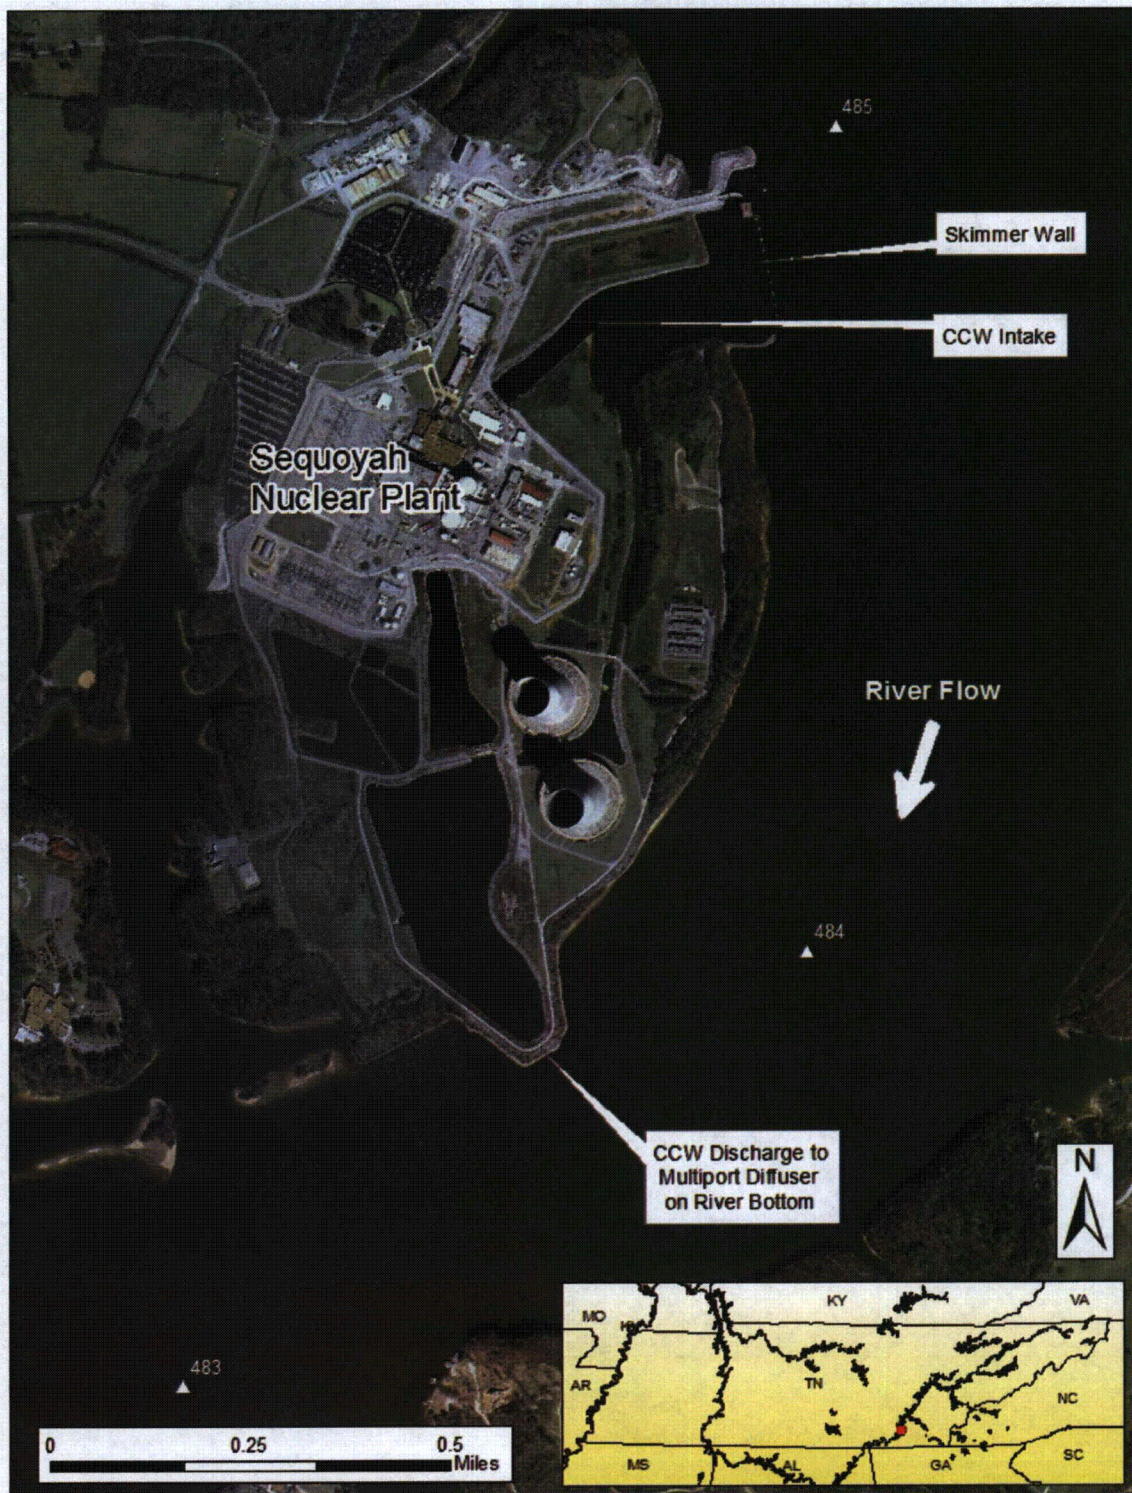 485
Skimmer Wall
CCW Intake
Sequoyah
Nuclear Plant
River Flow
484
CCW Discharge to
Multiport Diffuser
on River Bottom
N
483
0 0.25 0.5
Miles
MO
KY
VA
AR
TN
NC
MS
AL
GA
SC